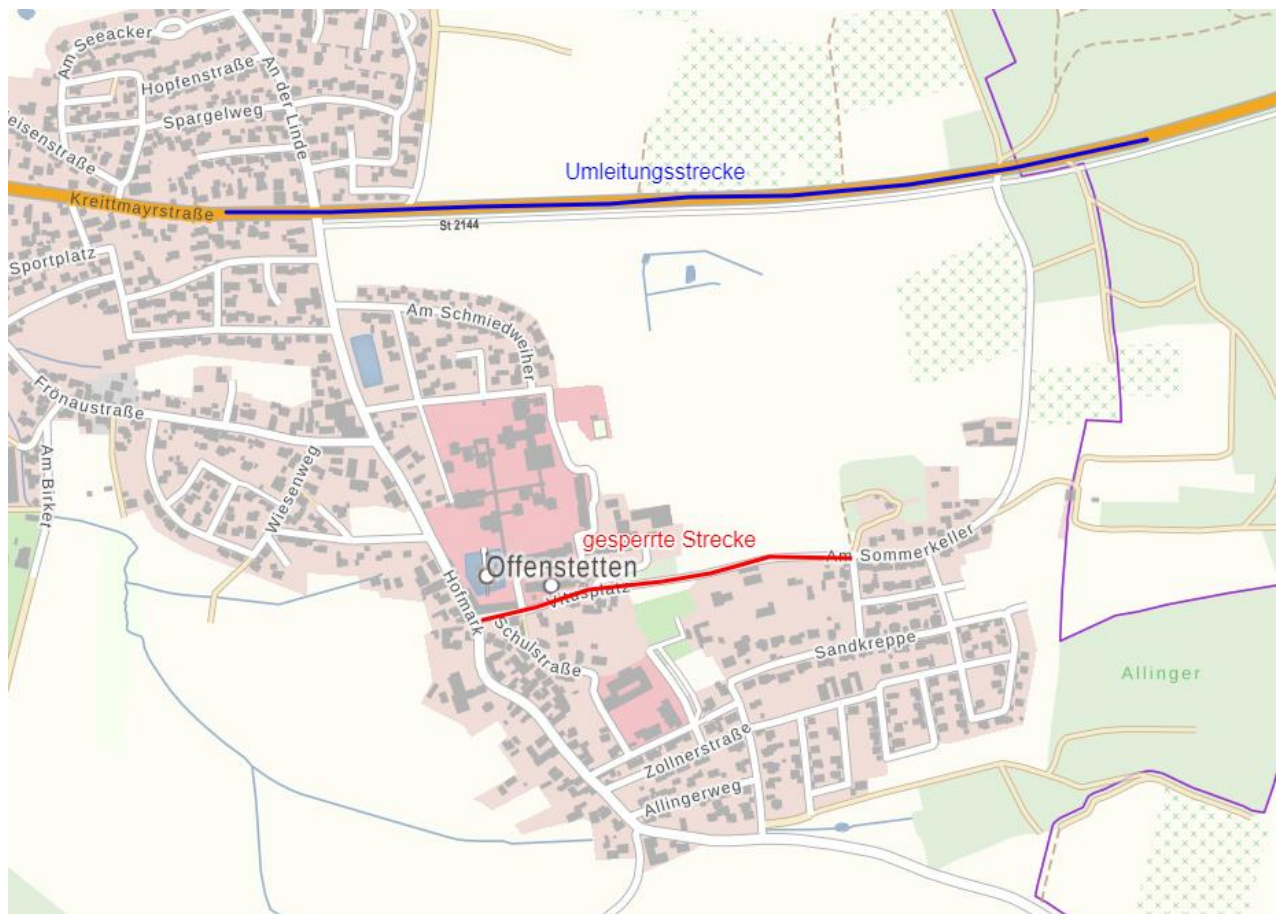 Am Seeacker
Hopfenstraße
An der Linde
Spargelweg
eisenstraße
Umleitungsstrecke
Kreittmayrstraße
St 2144
Sportplatz
Am Schmiedweiher
Frönaustraße
Am Birket
Wiesenweg
gesperrte Strecke
Am Sommerkeller
Offenstetten
Vitusplatz
Hofmark
Schulstraße
Sandkreppe
Allinger
Zollnerstraße
Allingerweg